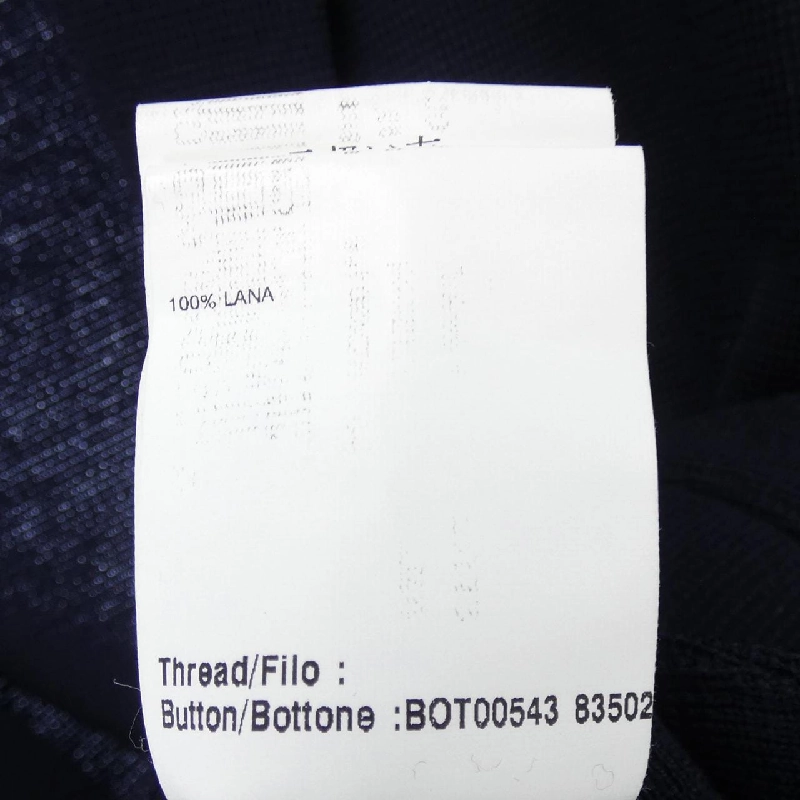 100% LANA
Thread/Filo :
Button/Bottone :BOT00543 83502